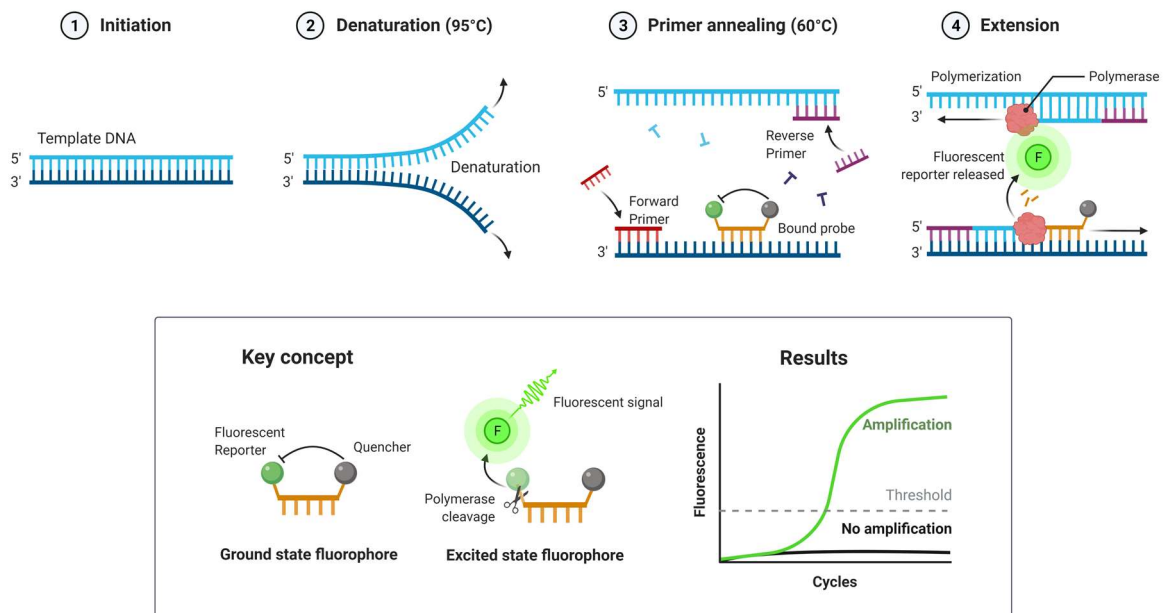 1 Initiation
Template DNA
5'
3'
2 Denaturation (95°C)
5'
3'
Denaturation
3 Primer annealing (60°C)
5'
Reverse
Primer
Forward
Primer
Bound probe
3'
4 Extension
Polymerization
Polymerase
5'
3'
F
Fluorescent
reporter released
5'
3'
Key concept
Fluorescent
Reporter
Quencher
Ground state fluorophore
F
Fluorescent signal
Polymerase
cleavage
Excited state fluorophore
Results
Fluorescence
Amplification
Threshold
No amplification
Cycles